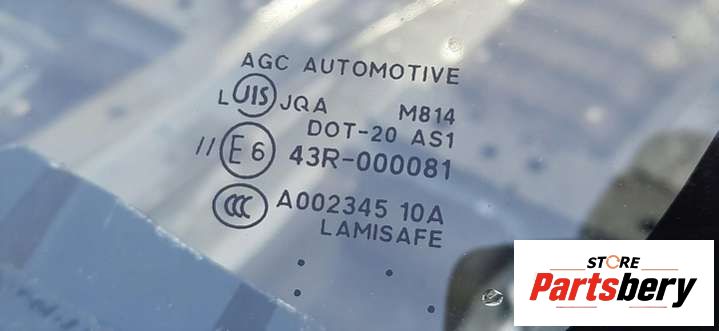 AGC AUTOMOTIVE
L JIS JQA M814
DOT-20 AS1
// E6 43R-000081
CCC A002345 10A
LAMISAFE
STORE
Partsbery